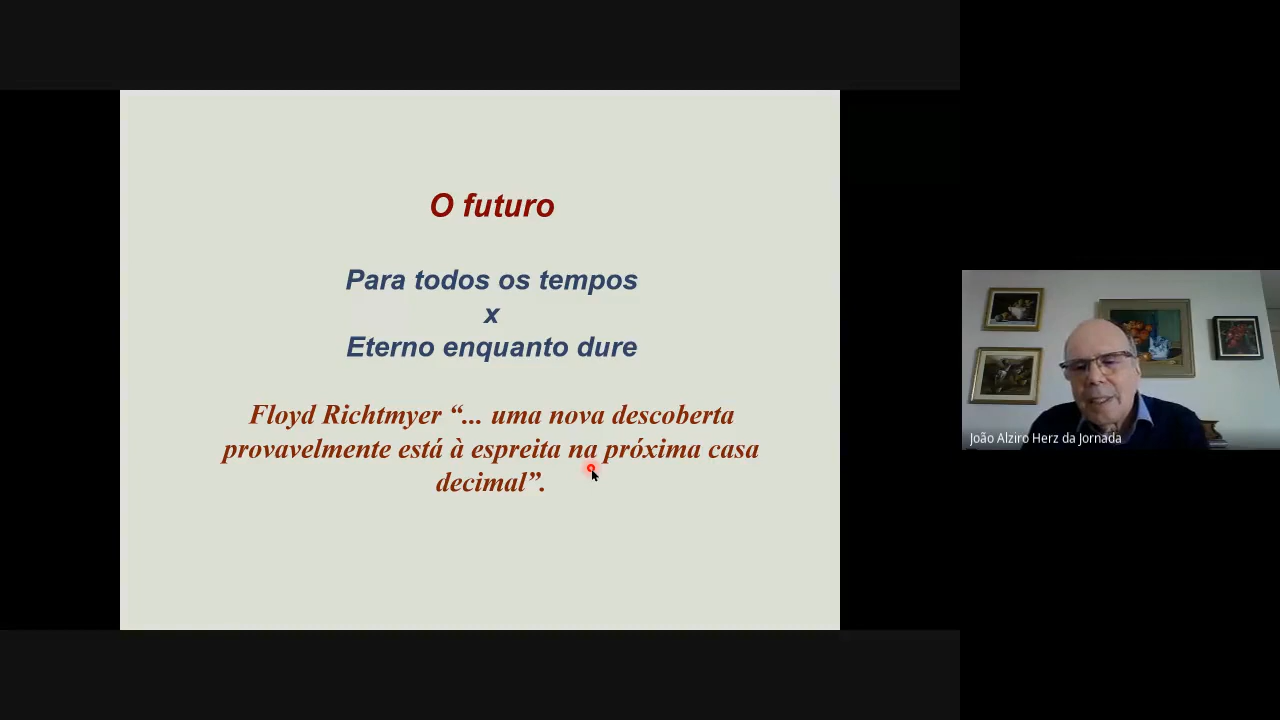 O futuro
Para todos os tempos
x
Eterno enquanto dure
Floyd Richtmyer “... uma nova descoberta
provavelmente está à espreita na próxima casa
decimal”.
João Alziro Herz da Jornada